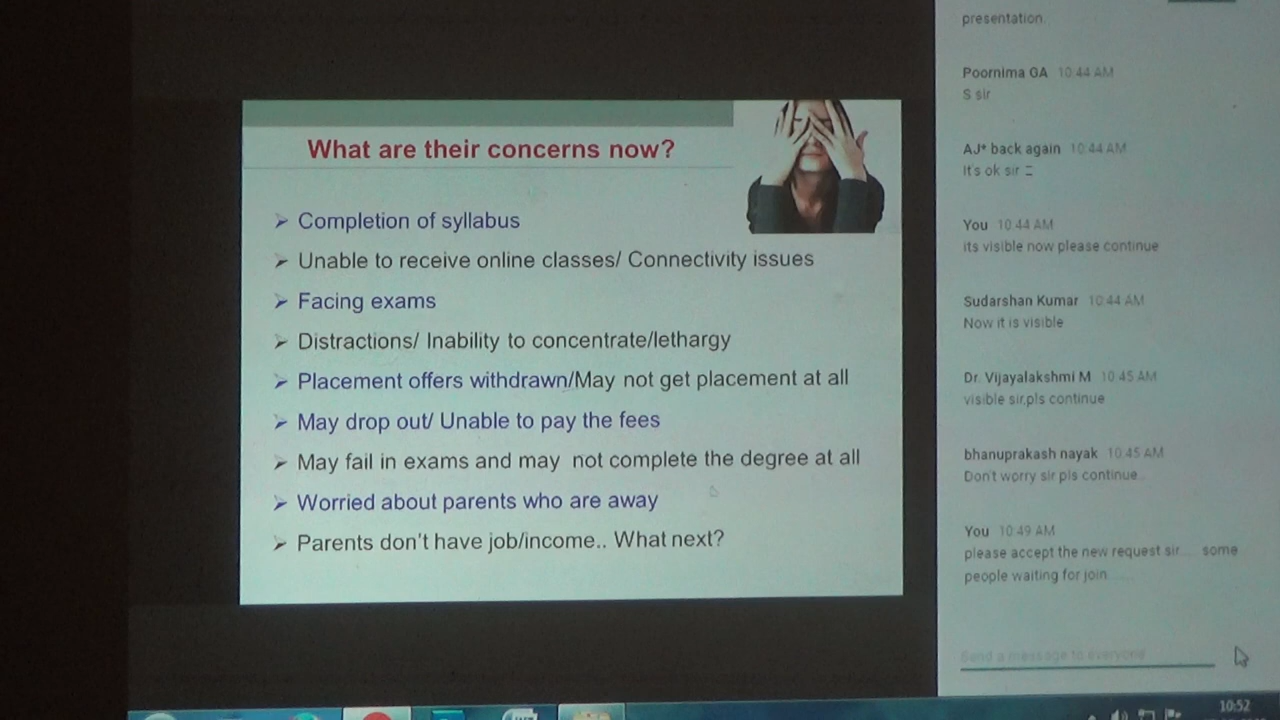 What are their concerns now?
Completion of syllabus
Unable to receive online classes/ Connectivity issues
Facing exams
Distractions/ Inability to concentrate/lethargy
Placement offers withdrawn/May not get placement at all
May drop out/ Unable to pay the fees
May fail in exams and may not complete the degree at all
Worried about parents who are away
Parents don't have job/income.. What next?
presentation.
Poornima GA 10:44 AM
S sir
AJ* back again 10:44 AM
It's ok sir
You 10:44 AM
its visible now please continue
Sudarshan Kumar 10:44 AM
Now it is visible
Dr. Vijayalakshmi M 10:45 AM
visible sir,pls continue
bhanuprakash nayak 10:45 AM
Don't worry sir pls continue..
You 10:49 AM
please accept the new request sir.... some
people waiting for join......
Send a message to everyone
10:52